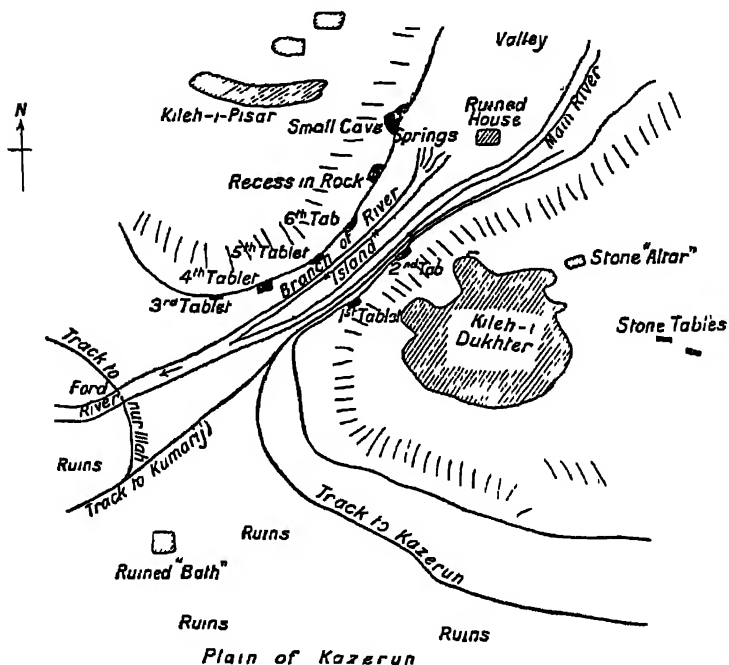 Valley
N
Kileh-i-Pisar
Small Cave
Springs
Ruined
House
Main River
Recess in Rock
6th Tab
5th Tablet
4th Tablet
3rd Tablet
Branch of River
"Island"
2nd Tab
1st Tablet
Stone "Altar"
Kileh-i
Dukhter
Stone Tables
Track to
nur Illah
Ford
River
Ruins
Track to Kumarij
Track to Kazerun
Ruins
Ruined "Bath"
Ruins
Ruins
Plain of Kazerun